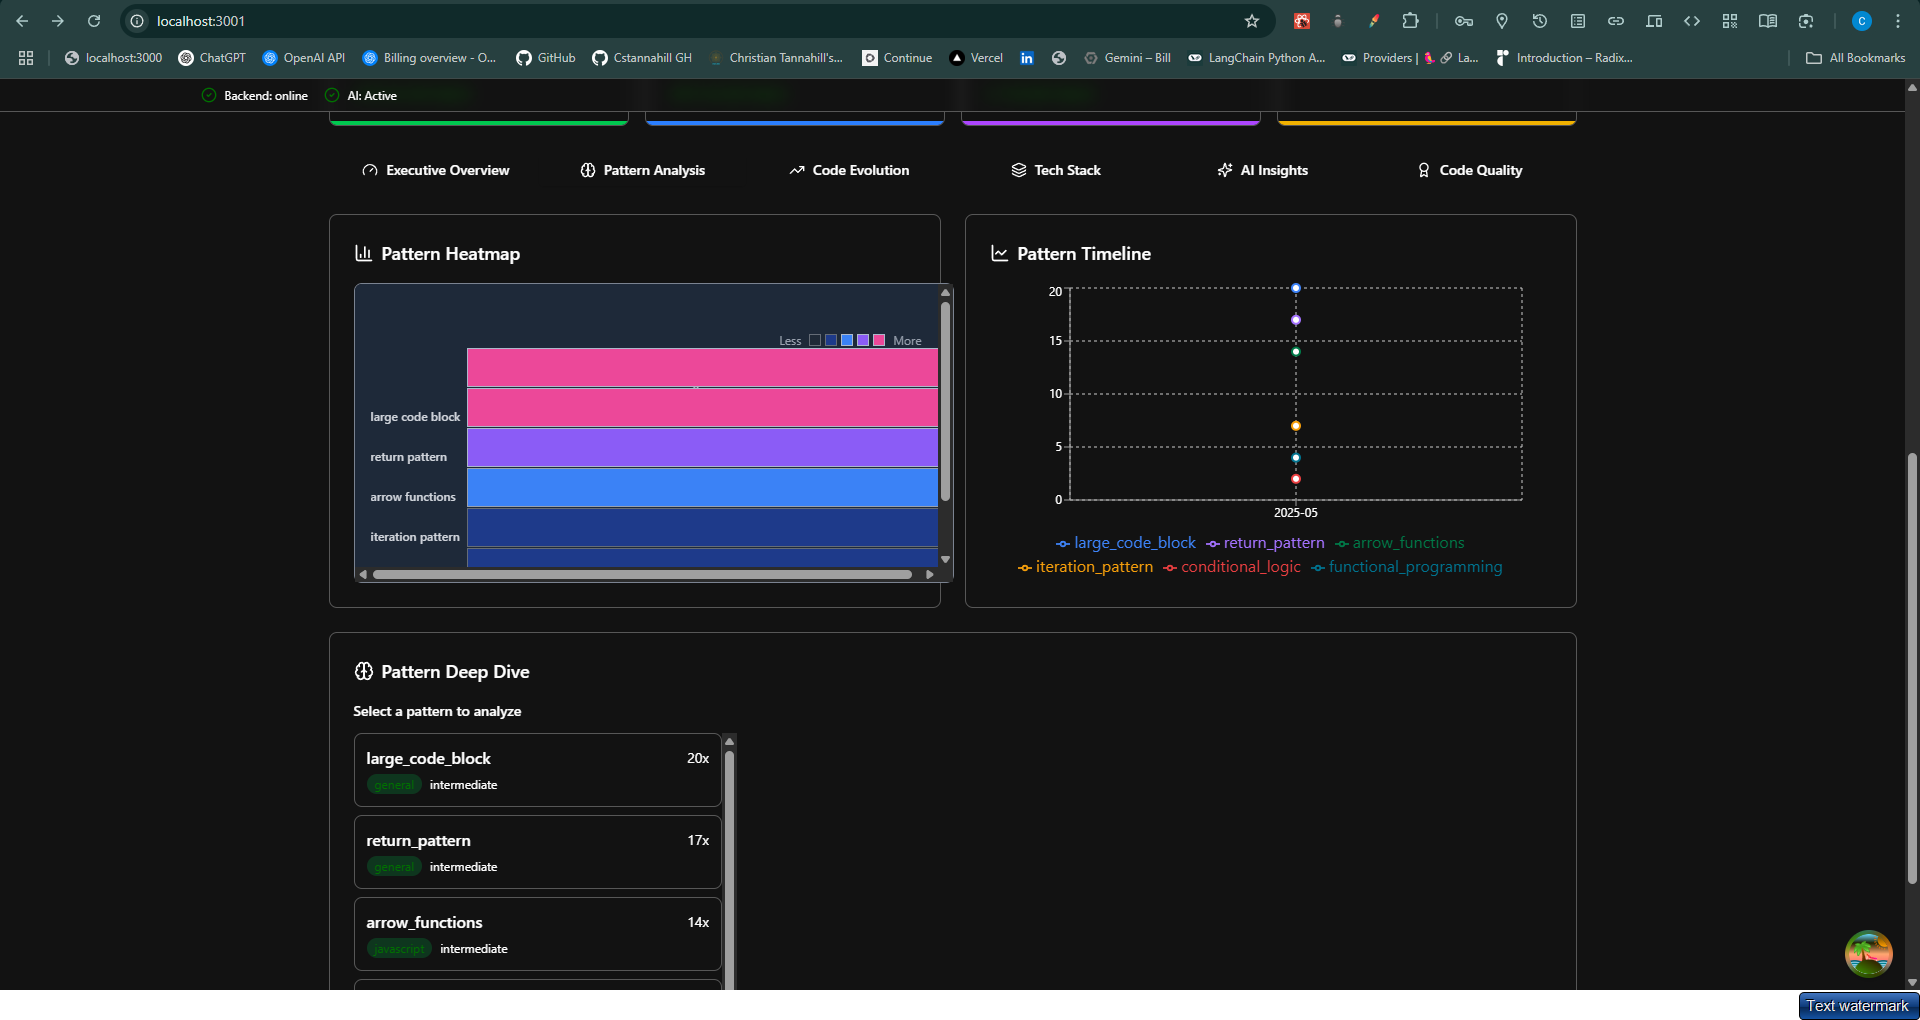 localhost:3001
localhost:3000 ChatGPT OpenAI API Billing overview - O... GitHub Cstannahill GH Christian Tannahill's... Continue Vercel Gemini – Bill LangChain Python A... Providers | 🦜🔗 La... Introduction – Radix... All Bookmarks
Backend: online AI: Active
Executive Overview Pattern Analysis Code Evolution Tech Stack AI Insights Code Quality
Pattern Heatmap
Less More
large code block
return pattern
arrow functions
iteration pattern
Pattern Timeline
20
15
10
5
0
2025-05
large_code_block return_pattern arrow_functions
iteration_pattern conditional_logic functional_programming
Pattern Deep Dive
Select a pattern to analyze
large_code_block 20x
general intermediate
return_pattern 17x
general intermediate
arrow_functions 14x
javascript intermediate
Text watermark